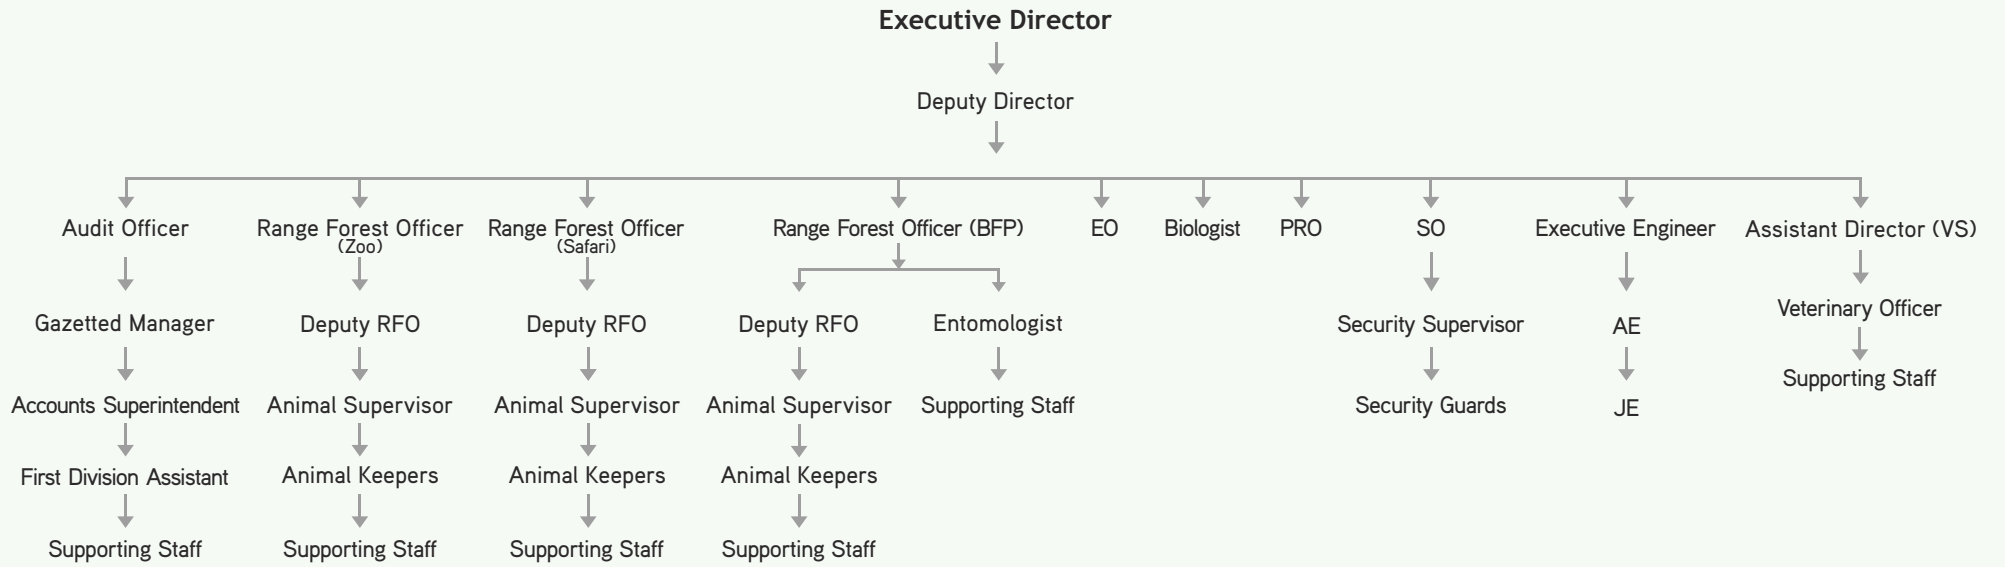 Executive Director
Deputy Director
Audit Officer Range Forest Officer Range Forest Officer Range Forest Officer (BFP) EO Biologist PRO SO Executive Engineer Assistant Director (VS)
(Zoo) (Safari)
Veterinary Officer
Gazetted Manager Deputy RFO Deputy RFO Deputy RFO Entomologist Security Supervisor AE
Supporting Staff
Accounts Superintendent Animal Supervisor Animal Supervisor Animal Supervisor Supporting Staff Security Guards JE
First Division Assistant Animal Keepers Animal Keepers Animal Keepers
Supporting Staff Supporting Staff Supporting Staff Supporting Staff